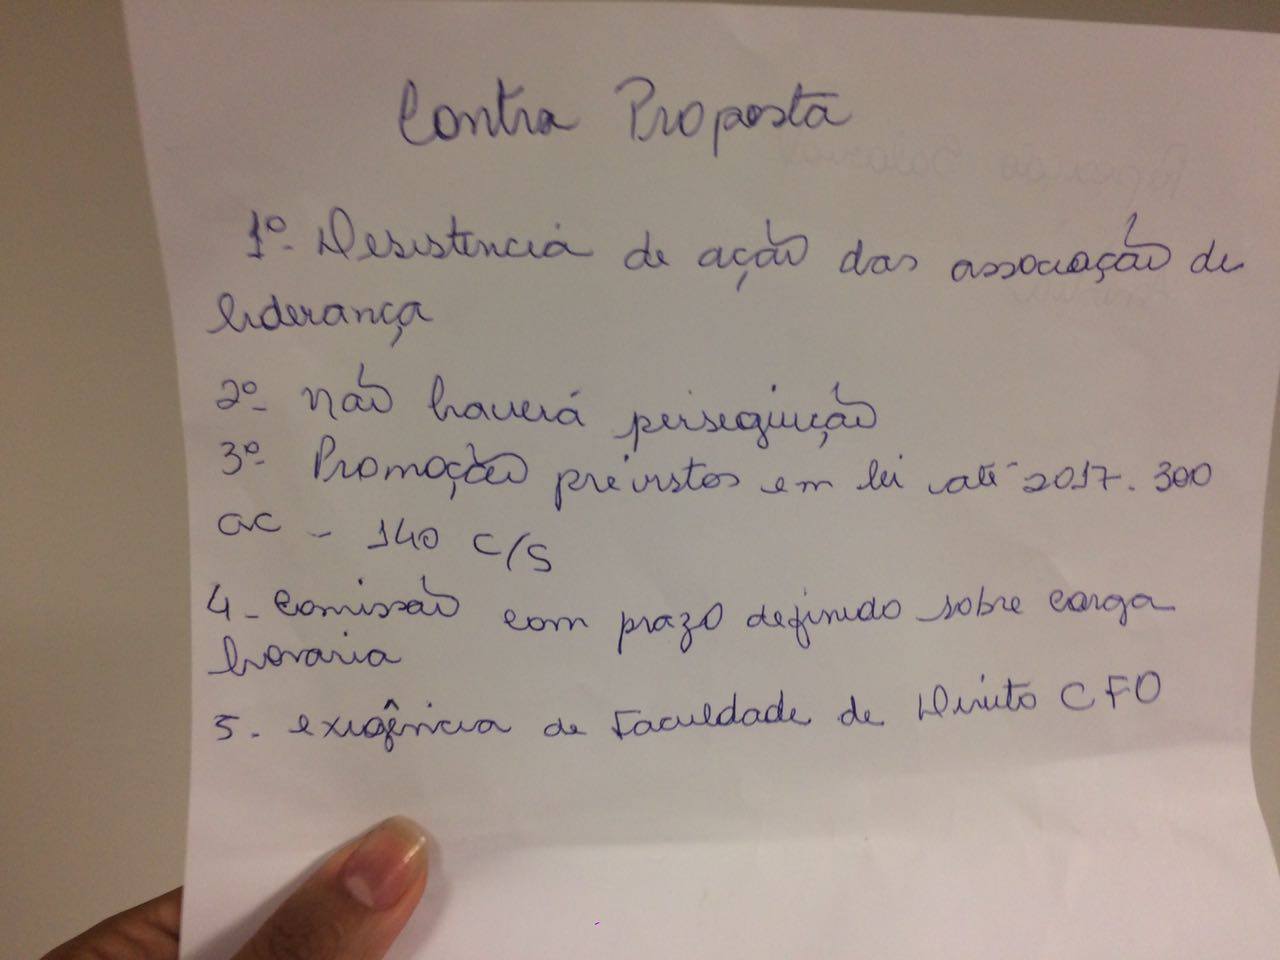 Contra Proposta
1º- Desistencia de ação das associação de
liderança
2º- não haverá perseguição
3º- Promoção previstos em lei até 2017. 300
ac - 140 C/S
4- Comissão com prazo definido sobre carga
horaria
5- exigência de Faculdade de Direito CFO